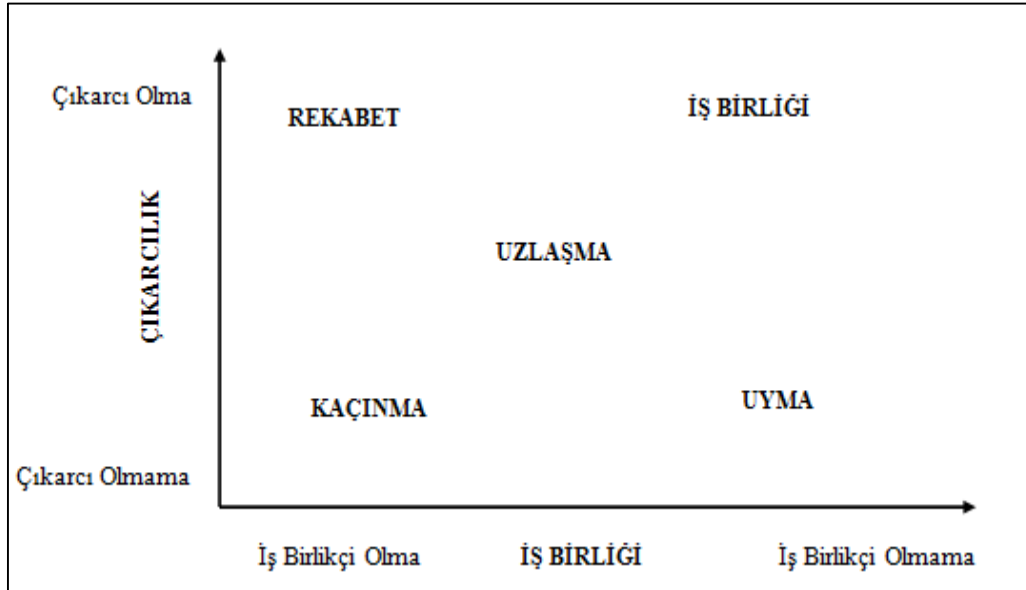 Çıkarcı Olma
REKABET
İŞ BİRLİĞİ
ÇIKARCILIK
UZLAŞMA
KAÇINMA
UYMA
Çıkarcı Olmama
İş Birlikçi Olma
İŞ BİRLİĞİ
İş Birlikçi Olmama